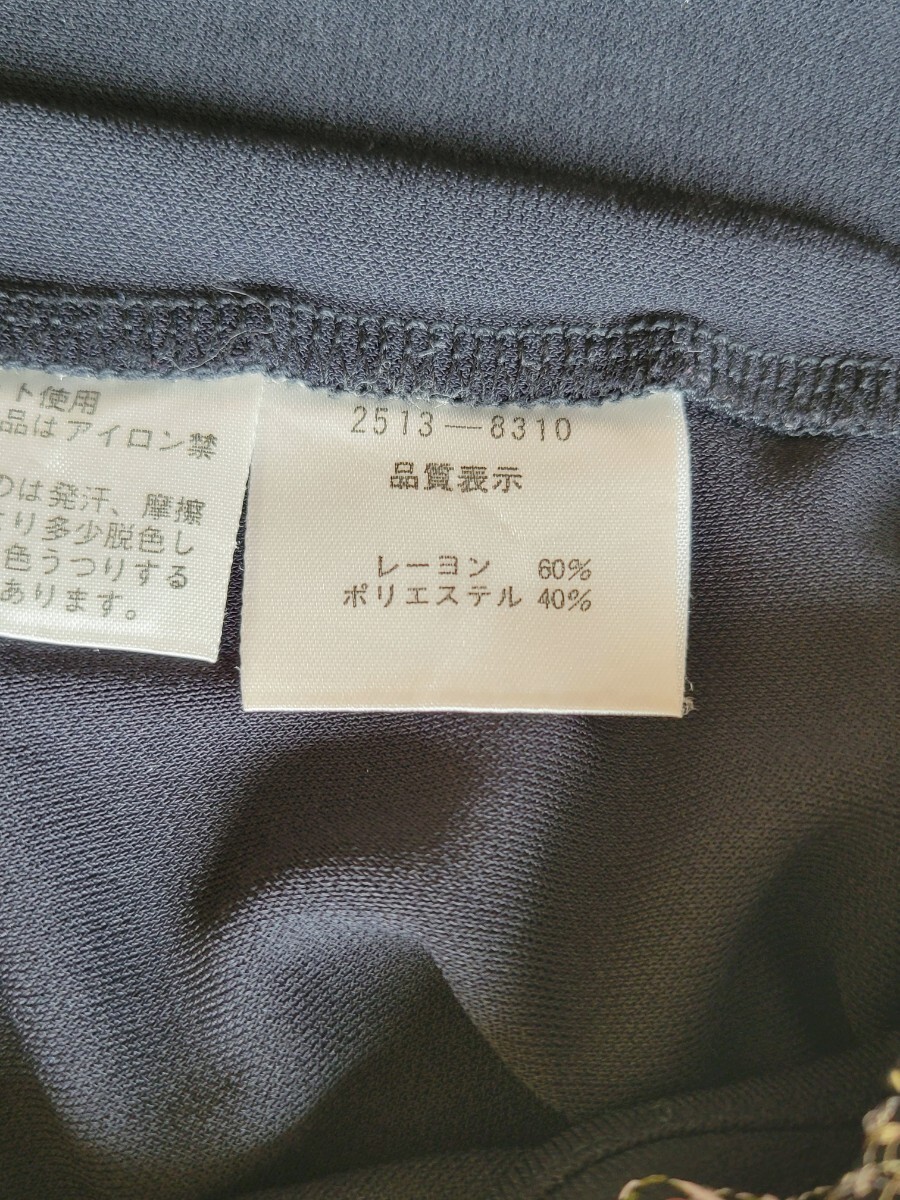 ト使用
品はアイロン禁
のは発汗、摩擦
より多少脱色し
色うつりする
あります。
2513—8310
品質表示
レーヨン 60%
ポリエステル 40%